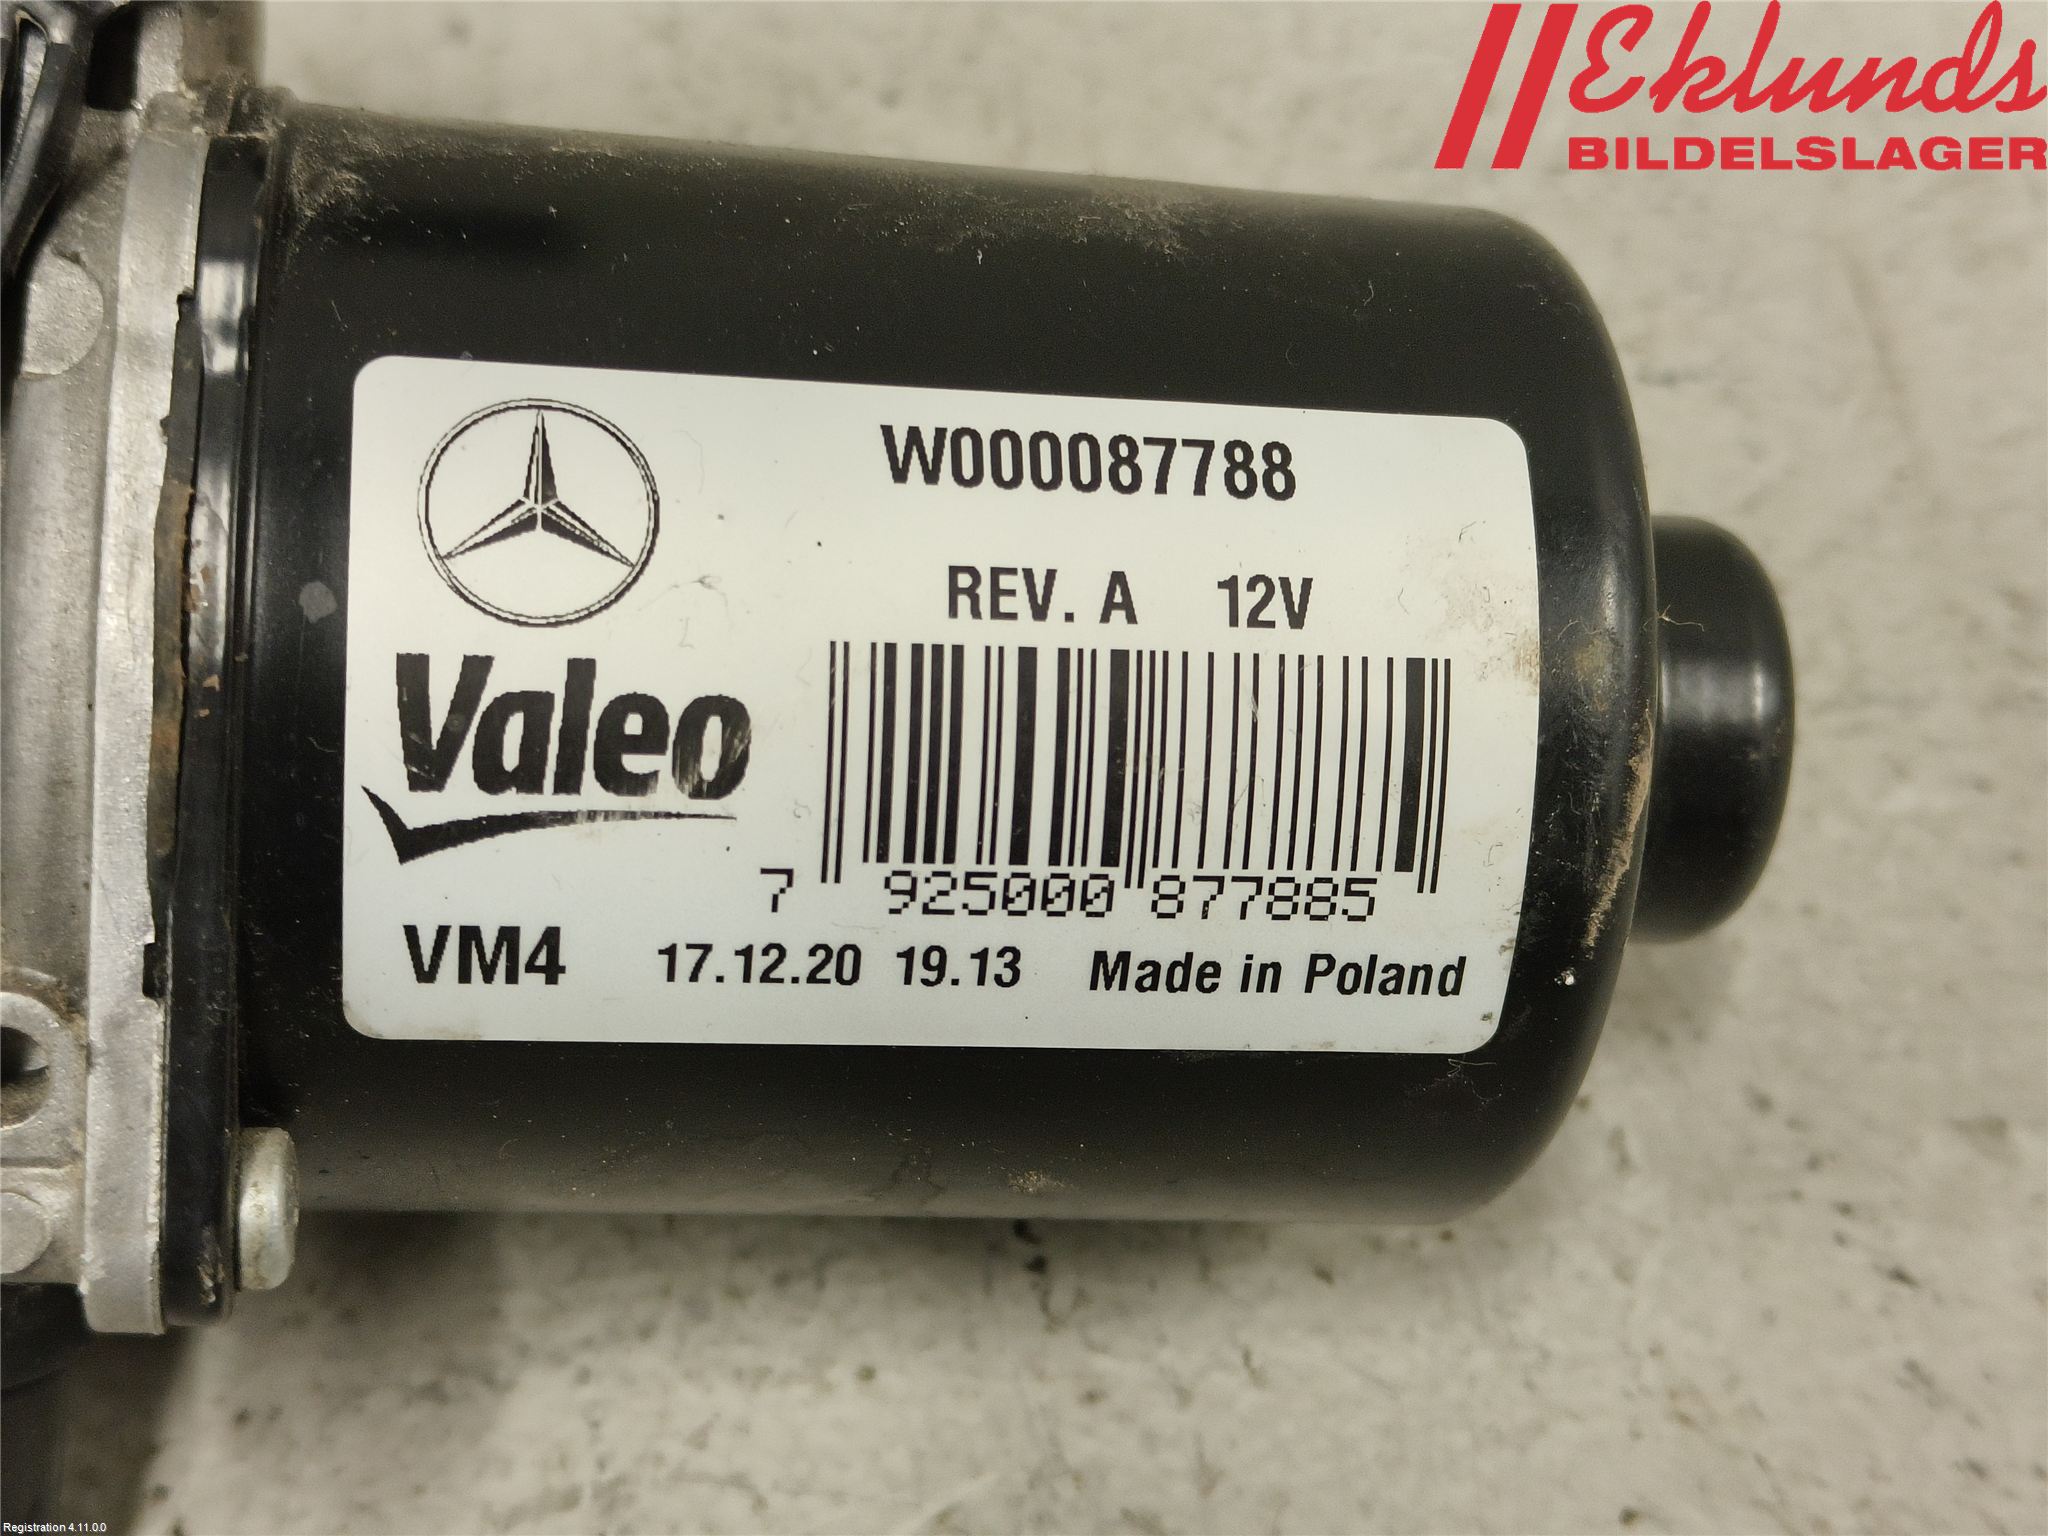 Eklunds
BILDELSLAGER
W000087788
REV. A 12V
Valeo
7 925000 877885
VM4 17.12.20 19.13 Made in Poland
Registration 4.11.0.0